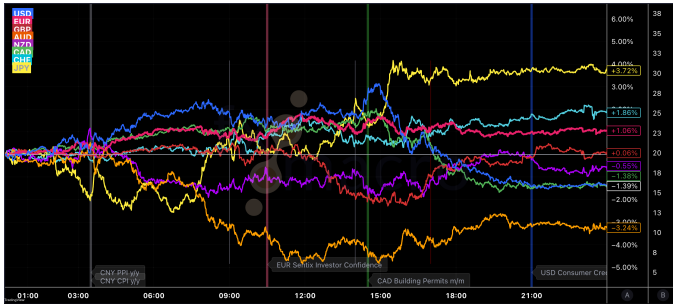 USD
EUR
GBP
AUD
NZD
CAD
CHF
JPY
6.00%
5.00%
4.00%
+3.72%
3.00%
+1.86%
+1.06%
+0.06%
-0.55%
-1.38%
-1.39%
-2.00%
-3.24%
-4.00%
-5.00%
38
35
33
30
28
25
23
20
18
15
13
10
8
5
CNY PPI y/y
CNY CPI y/y
EUR Sentix Investor Confidence
CAD Building Permits m/m
USD Consumer Cre
01:00
03:00
06:00
09:00
12:00
15:00
18:00
21:00
A
B